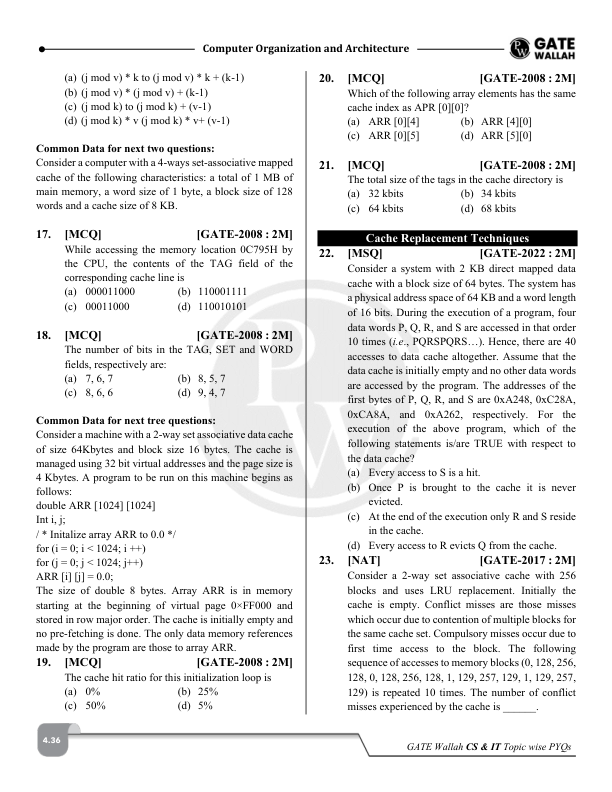 Computer Organization and Architecture
GATE
WALLAH
(a) (j mod v) * k to (j mod v) * k + (k-1)
(b) (j mod v) * (j mod v) + (k-1)
(c) (j mod k) to (j mod k) + (v-1)
(d) (j mod k) * v (j mod k) * v+ (v-1)
Common Data for next two questions:
Consider a computer with a 4-ways set-associative mapped
cache of the following characteristics: a total of 1 MB of
main memory, a word size of 1 byte, a block size of 128
words and a cache size of 8 KB.
17. [MCQ] [GATE-2008 : 2M]
While accessing the memory location 0C795H by
the CPU, the contents of the TAG field of the
corresponding cache line is
(a) 000011000 (b) 110001111
(c) 00011000 (d) 110010101
18. [MCQ] [GATE-2008 : 2M]
The number of bits in the TAG, SET and WORD
fields, respectively are:
(a) 7, 6, 7 (b) 8, 5, 7
(c) 8, 6, 6 (d) 9, 4, 7
Common Data for next tree questions:
Consider a machine with a 2-way set associative data cache
of size 64Kbytes and block size 16 bytes. The cache is
managed using 32 bit virtual addresses and the page size is
4 Kbytes. A program to be run on this machine begins as
follows:
double ARR [1024] [1024]
Int i, j;
/ * Initalize array ARR to 0.0 */
for (i = 0; i < 1024; i ++)
for (j = 0; j < 1024; j++)
ARR [i] [j] = 0.0;
The size of double 8 bytes. Array ARR is in memory
starting at the beginning of virtual page 0×FF000 and
stored in row major order. The cache is initially empty and
no pre-fetching is done. The only data memory references
made by the program are those to array ARR.
19. [MCQ] [GATE-2008 : 2M]
The cache hit ratio for this initialization loop is
(a) 0% (b) 25%
(c) 50% (d) 5%
20. [MCQ] [GATE-2008 : 2M]
Which of the following array elements has the same
cache index as APR [0][0]?
(a) ARR [0][4] (b) ARR [4][0]
(c) ARR [0][5] (d) ARR [5][0]
21. [MCQ] [GATE-2008 : 2M]
The total size of the tags in the cache directory is
(a) 32 kbits (b) 34 kbits
(c) 64 kbits (d) 68 kbits
Cache Replacement Techniques
22. [MSQ] [GATE-2022 : 2M]
Consider a system with 2 KB direct mapped data
cache with a block size of 64 bytes. The system has
a physical address space of 64 KB and a word length
of 16 bits. During the execution of a program, four
data words P, Q, R, and S are accessed in that order
10 times (i.e., PQRSPQRS…). Hence, there are 40
accesses to data cache altogether. Assume that the
data cache is initially empty and no other data words
are accessed by the program. The addresses of the
first bytes of P, Q, R, and S are 0xA248, 0xC28A,
0xCA8A, and 0xA262, respectively. For the
execution of the above program, which of the
following statements is/are TRUE with respect to
the data cache?
(a) Every access to S is a hit.
(b) Once P is brought to the cache it is never
evicted.
(c) At the end of the execution only R and S reside
in the cache.
(d) Every access to R evicts Q from the cache.
23. [NAT] [GATE-2017 : 2M]
Consider a 2-way set associative cache with 256
blocks and uses LRU replacement. Initially the
cache is empty. Conflict misses are those misses
which occur due to contention of multiple blocks for
the same cache set. Compulsory misses occur due to
first time access to the block. The following
sequence of accesses to memory blocks (0, 128, 256,
128, 0, 128, 256, 128, 1, 129, 257, 129, 1, 129, 257,
129) is repeated 10 times. The number of conflict
misses experienced by the cache is ______.
4.36
GATE Wallah CS & IT Topic wise PYQs